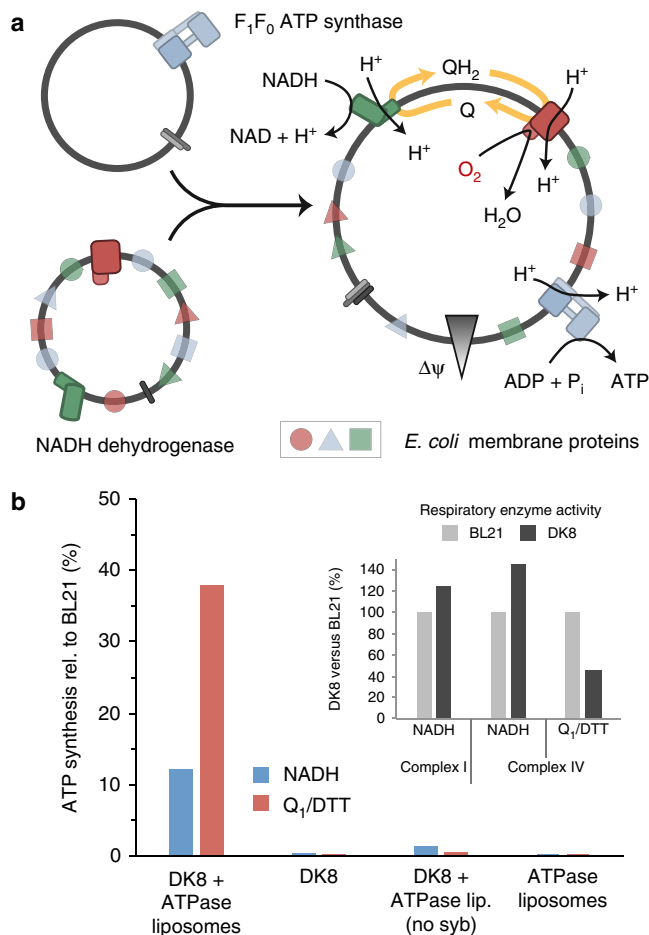 a
F₁F₀ ATP synthase
NADH
H⁺
QH₂
Q
H⁺
NAD + H⁺
H⁺
O₂
H⁺
H₂O
H⁺
H⁺
Δψ
ADP + Pᵢ
ATP
NADH dehydrogenase
E. coli membrane proteins
b
ATP synthesis rel. to BL21 (%)
50
40
30
20
10
0
NADH
Q₁/DTT
DK8 +
ATPase
liposomes
DK8
DK8 +
ATPase lip.
(no syb)
ATPase
liposomes
Respiratory enzyme activity
BL21
DK8
DK8 versus BL21 (%)
140
120
100
80
60
40
20
0
NADH
NADH
Q₁/DTT
Complex I
Complex IV